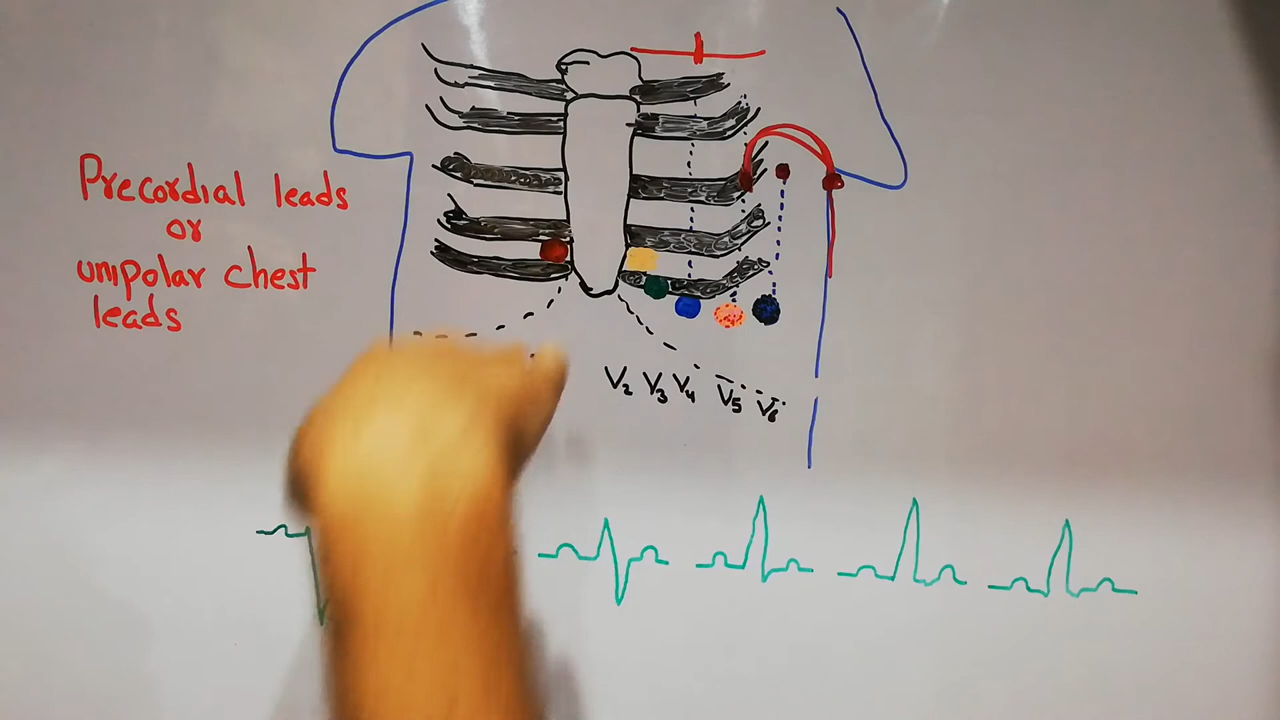 Precordial leads
or
unipolar chest
leads
V2 V3 V4 V5 V6